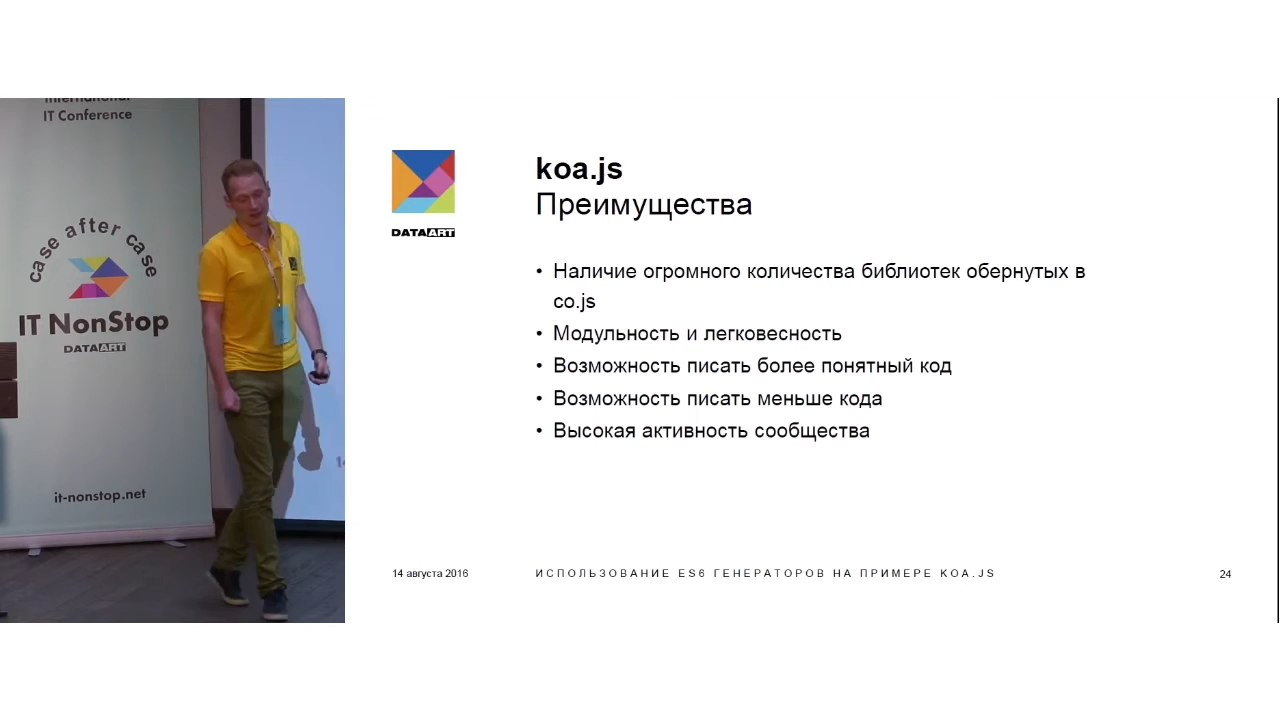 International
IT Conference
case after case
IT NonStop
DATAART
it-nonstop.net
DATAART
koa.js
Преимущества
• Наличие огромного количества библиотек обернутых в
co.js
• Модульность и легковесность
• Возможность писать более понятный код
• Возможность писать меньше кода
• Высокая активность сообщества
14 августа 2016
ИСПОЛЬЗОВАНИЕ ES6 ГЕНЕРАТОРОВ НА ПРИМЕРЕ KOA.JS
24